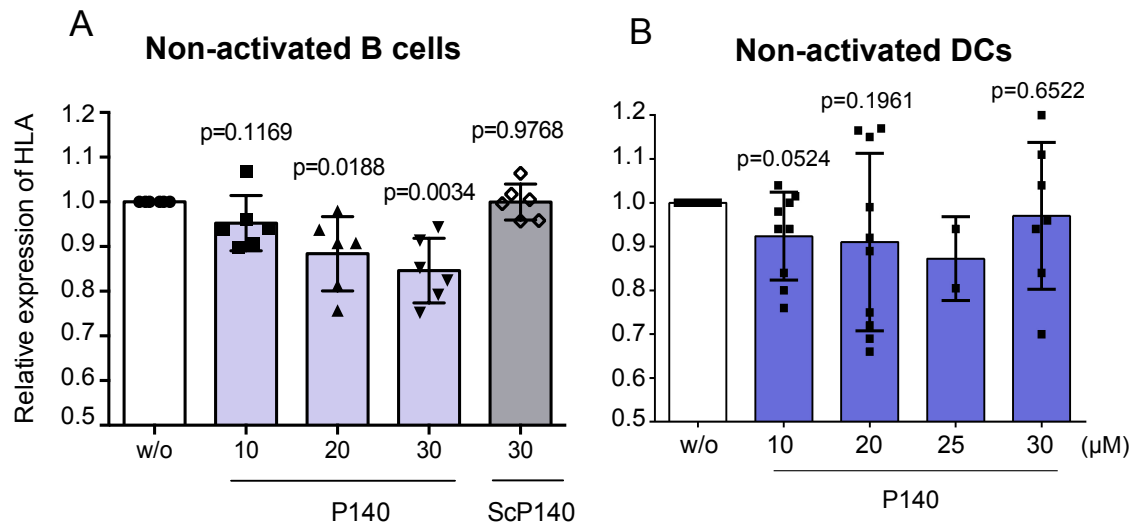 A
Non-activated B cells
Relative expression of HLA
1.2
1.1
1.0
0.9
0.8
0.7
0.6
0.5
p=0.1169
p=0.0188
p=0.0034
p=0.9768
w/o 10 20 30 30
P140 ScP140
B
Non-activated DCs
1.2
1.1
1.0
0.9
0.8
0.7
0.6
0.5
p=0.0524
p=0.1961
p=0.6522
w/o 10 20 25 30 (µM)
P140